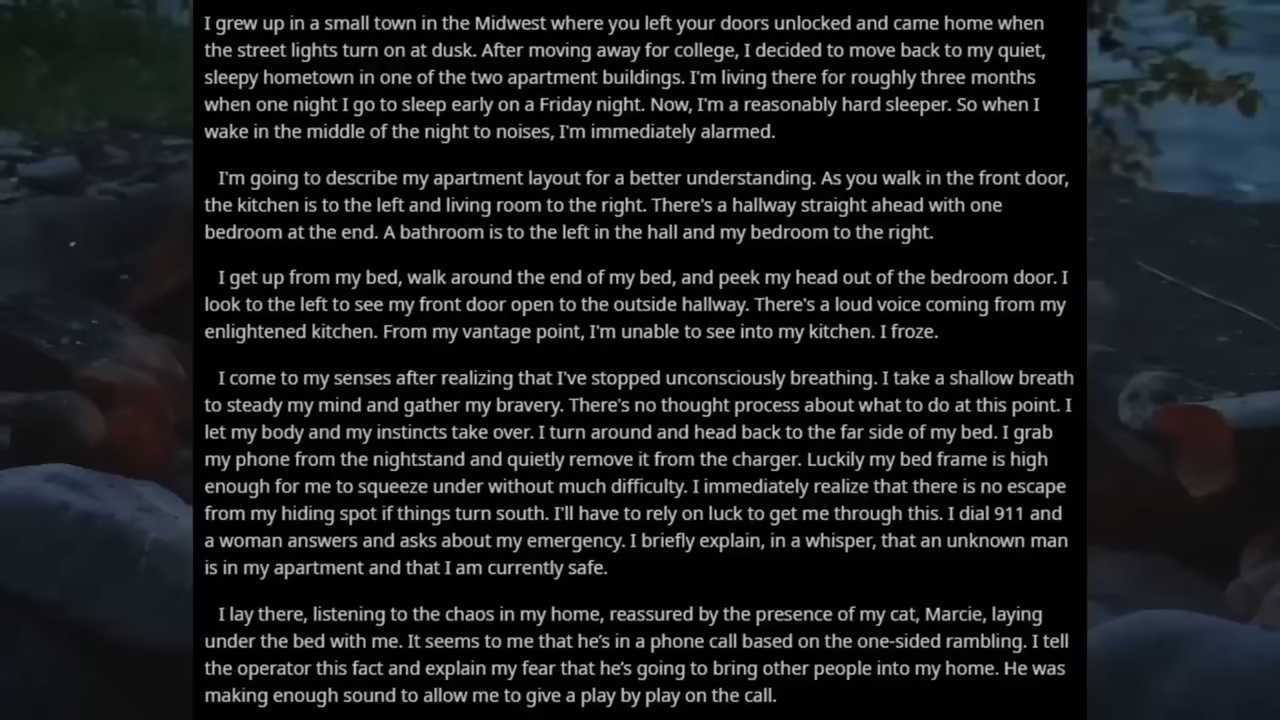 I grew up in a small town in the Midwest where you left your doors unlocked and came home when
the street lights turn on at dusk. After moving away for college, I decided to move back to my quiet,
sleepy hometown in one of the two apartment buildings. I'm living there for roughly three months
when one night I go to sleep early on a Friday night. Now, I'm a reasonably hard sleeper. So when I
wake in the middle of the night to noises, I'm immediately alarmed.
I'm going to describe my apartment layout for a better understanding. As you walk in the front door,
the kitchen is to the left and living room to the right. There's a hallway straight ahead with one
bedroom at the end. A bathroom is to the left in the hall and my bedroom to the right.
I get up from my bed, walk around the end of my bed, and peek my head out of the bedroom door. I
look to the left to see my front door open to the outside hallway. There's a loud voice coming from my
enlightened kitchen. From my vantage point, I'm unable to see into my kitchen. I froze.
I come to my senses after realizing that I've stopped unconsciously breathing. I take a shallow breath
to steady my mind and gather my bravery. There's no thought process about what to do at this point. I
let my body and my instincts take over. I turn around and head back to the far side of my bed. I grab
my phone from the nightstand and quietly remove it from the charger. Luckily my bed frame is high
enough for me to squeeze under without much difficulty. I immediately realize that there is no escape
from my hiding spot if things turn south. I'll have to rely on luck to get me through this. I dial 911 and
a woman answers and asks about my emergency. I briefly explain, in a whisper, that an unknown man
is in my apartment and that I am currently safe.
I lay there, listening to the chaos in my home, reassured by the presence of my cat, Marcie, laying
under the bed with me. It seems to me that he’s in a phone call based on the one-sided rambling. I tell
the operator this fact and explain my fear that he’s going to bring other people into my home. He was
making enough sound to allow me to give a play by play on the call.